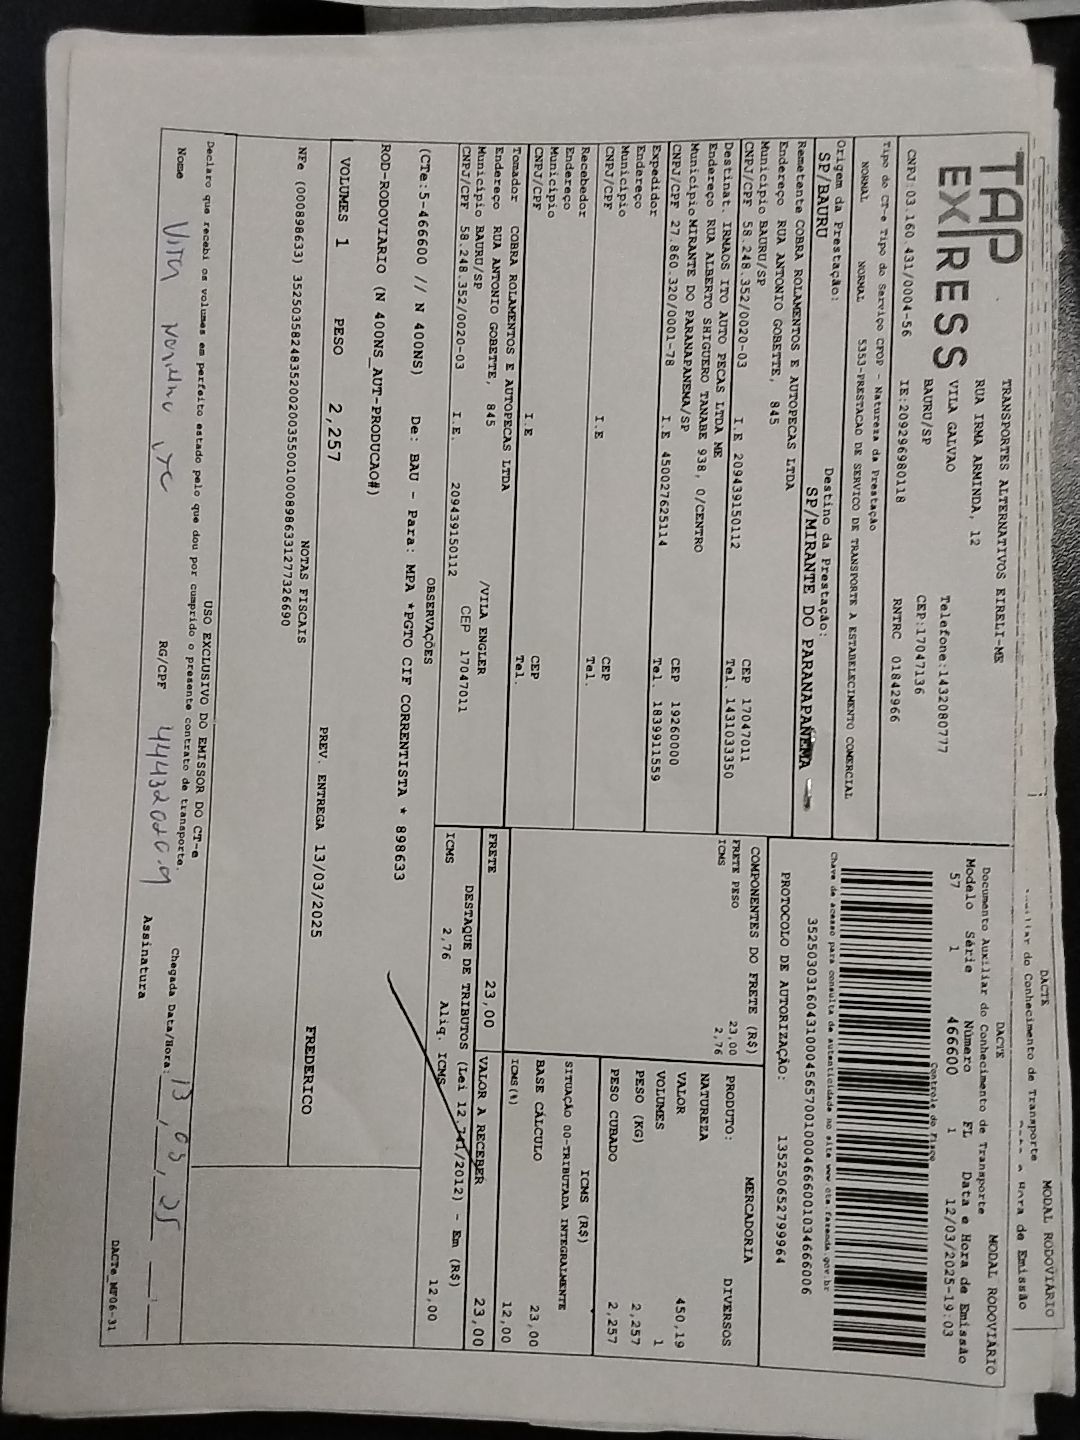 DACTE MODAL RODOVIÁRIO
do Conhecimento de Transporte Hora de Emissão
TAP EXPRESS
TRANSPORTES ALTERNATIVOS EIRELI-ME
RUA IRMA ARMINDA, 12
VILA GALVAO Telefone:1432080777
BAURU/SP CEP:17047136
CNPJ:03.160.431/0004-56 IE:209296980118 RNTRC 01842966
DACTE MODAL RODOVIÁRIO
Documento Auxiliar do Conhecimento de Transporte
Modelo Série Número FL Data e Hora de Emissão
57 1 466600 1 12/03/2025-19:03
Controle do Fisco
Chave de acesso para consulta de autenticidade no site www.cte.fazenda.gov.br
35250303160431000456570010004666001034666006
PROTOCOLO DE AUTORIZAÇÃO: 135250652799964
Tipo do CT-e Tipo do Serviço CFOP - Natureza da Prestação
NORMAL NORMAL 5353-PRESTACAO DE SERVICO DE TRANSPORTE A ESTABELECIMENTO COMERCIAL
Origem da Prestação: Destino da Prestação:
SP/BAURU SP/MIRANTE DO PARANAPANEMA
Remetente COBRA ROLAMENTOS E AUTOPECAS LTDA
Endereço RUA ANTONIO GOBETTE, 845
Município BAURU/SP CEP 17047011
CNPJ/CPF 58.248.352/0020-03 I.E 209439150112 Tel. 1431033350
Destinat. IRMAOS ITO AUTO PECAS LTDA ME
Endereço RUA ALBERTO SHIGUERO TANABE 938, 0/CENTRO
Município MIRANTE DO PARANAPANEMA/SP CEP 19260000
CNPJ/CPF 27.860.320/0001-78 I.E 450027625114 Tel. 1839911559
Expedidor
Endereço
Município CEP
CNPJ/CPF I.E Tel.
Recebedor
Endereço
Município CEP
CNPJ/CPF I.E Tel.
Tomador COBRA ROLAMENTOS E AUTOPECAS LTDA
Endereço RUA ANTONIO GOBETTE, 845 /VILA ENGLER
Município BAURU/SP CEP 17047011
CNPJ/CPF 58.248.352/0020-03 I.E. 209439150112
COMPONENTES DO FRETE (R$)
FRETE PESO 23,00
ICMS 2,76
FRETE 23,00
PRODUTO: MERCADORIA
NATUREZA DIVERSOS
VALOR 450,19
VOLUMES 1
PESO (KG) 2,257
PESO CUBADO 2,257
ICMS (R$)
SITUAÇÃO 00-TRIBUTADA INTEGRALMENTE
BASE CÁLCULO 23,00
ICMS(%) 12,00
VALOR A RECEBER 23,00
DESTAQUE DE TRIBUTOS (Lei 12.741/2012) - Em (R$)
ICMS 2,76 Aliq. ICMS 12,00
OBSERVAÇÕES
(CTe:5-466600 // N 400NS) De: BAU - Para: MPA *PGTO CIF CORRENTISTA * 898633
ROD-RODOVIARIO (N 400NS_AUT-PRODUCAO#)
VOLUMES 1 PESO 2,257 PREV. ENTREGA 13/03/2025 FREDERICO
NOTAS FISCAIS
NFe (000898633) 35250358248352002003550010008986331277326690
USO EXCLUSIVO DO EMISSOR DO CT-e
Declaro que recebi os volumes em perfeito estado pelo que dou por cumprido o presente contrato de transporte.
Nome RG/CPF Assinatura Chegada Data/Hora: 13, 03, 25
DACTe_MF06-31